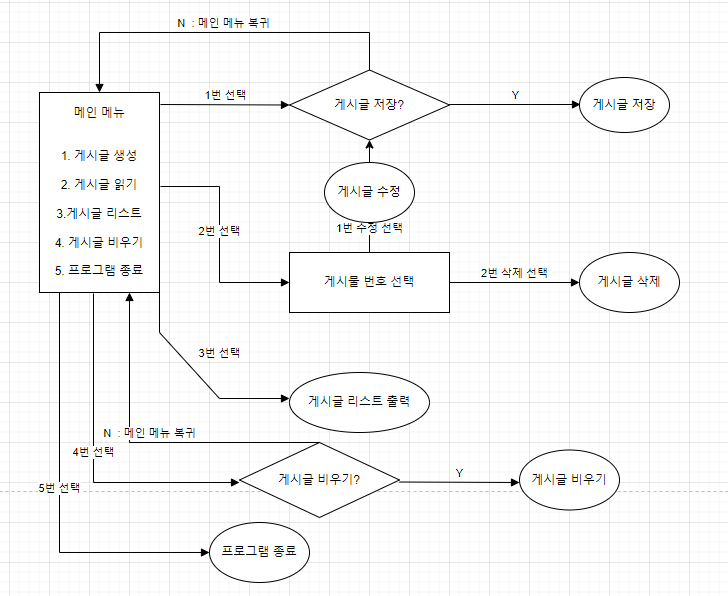 N : 메인 메뉴 복귀
메인 메뉴
1. 게시글 생성
2. 게시글 읽기
3.게시글 리스트
4. 게시글 비우기
5. 프로그램 종료
1번 선택
게시글 저장?
Y
게시글 저장
게시글 수정
1번 수정 선택
2번 선택
게시물 번호 선택
2번 삭제 선택
게시글 삭제
3번 선택
게시글 리스트 출력
N : 메인 메뉴 복귀
4번 선택
게시글 비우기?
Y
게시글 비우기
5번 선택
프로그램 종료